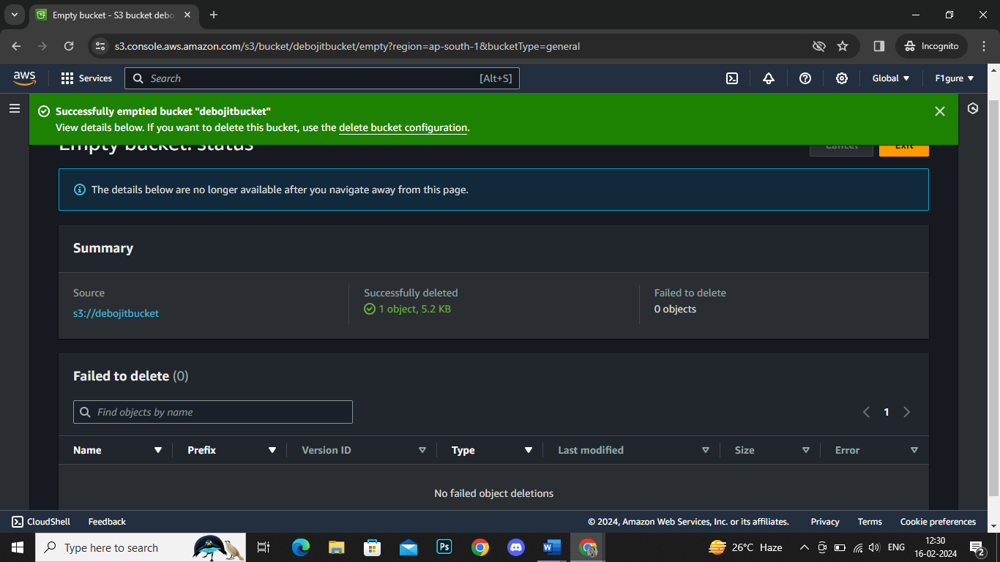 Empty bucket - S3 bucket debo
s3.console.aws.amazon.com/s3/bucket/debojitbucket/empty?region=ap-south-1&bucketType=general
Incognito
aws
Services
Search
[Alt+S]
Global
F1gure
Successfully emptied bucket "debojitbucket"
View details below. If you want to delete this bucket, use the delete bucket configuration.
Empty bucket: status
Cancel
Exit
The details below are no longer available after you navigate away from this page.
Summary
Source
s3://debojitbucket
Successfully deleted
1 object, 5.2 KB
Failed to delete
0 objects
Failed to delete (0)
Find objects by name
1
Name
Prefix
Version ID
Type
Last modified
Size
Error
No failed object deletions
CloudShell
Feedback
© 2024, Amazon Web Services, Inc. or its affiliates.
Privacy
Terms
Cookie preferences
Type here to search
Ps
W
26°C Haze
ENG
12:30
16-02-2024
2